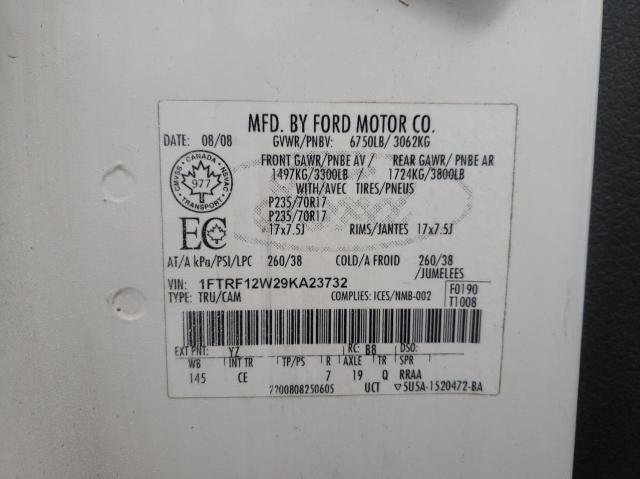 MFD. BY FORD MOTOR CO.
DATE: 08/08 GVWR/PNBV: 6750LB/ 3062KG
FRONT GAWR/PNBE AV / REAR GAWR/ PNBE AR
1497KG/3300LB 1724KG/3800LB
WITH/AVEC TIRES/PNEUS
P235/70R17
P235/70R17
17x7.5J RIMS/JANTES 17x7.5J
CANADA
CMVSS NSVAC
977
TRANSPORT
EC
AT/A kPa/PSI/LPC 260/38 COLD/A FROID 260/38
/JUMELEES
VIN: 1FTRF12W29KA23732
TYPE: TRU/CAM COMPLIES: ICES/NMB-002
F0190
T1008
EXT PNT: YZ RC: B8 DSO:
WB INT TR TP/PS R AXLE TR SPR
145 CE 7 19 Q RRAA
UCT ▽5U5A-1520472-BA